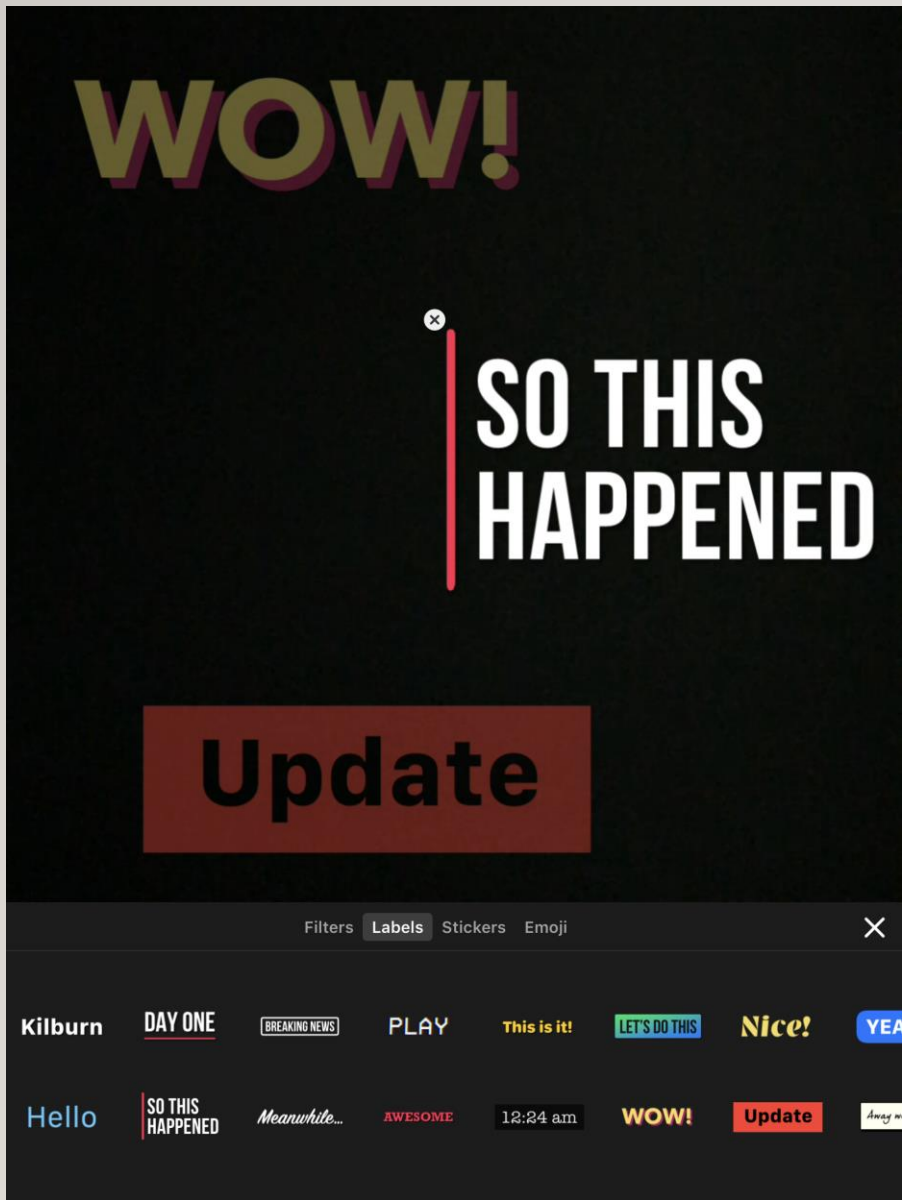 WOW!
SO THIS
HAPPENED
Update
Filters Labels Stickers Emoji
Kilburn DAY ONE BREAKING NEWS PLAY This is it! LET'S DO THIS Nice! YEA
Hello SO THIS HAPPENED Meanwhile... AWESOME 12:24 am WOW! Update Away